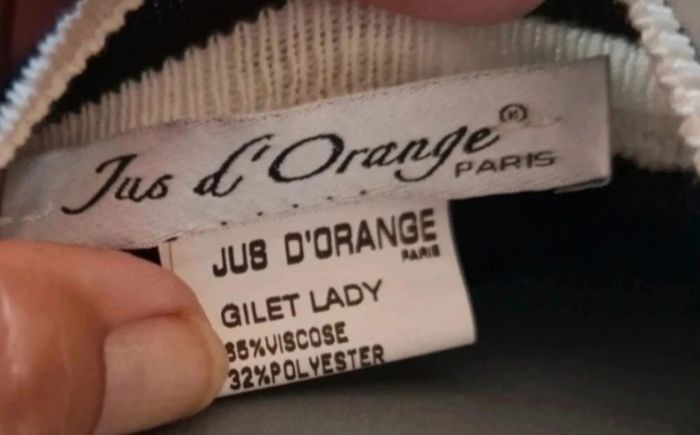 Jus d'Orange®
PARIS
JUS D'ORANGE
PARIS
GILET LADY
%VISCOSE
32%POLYESTER